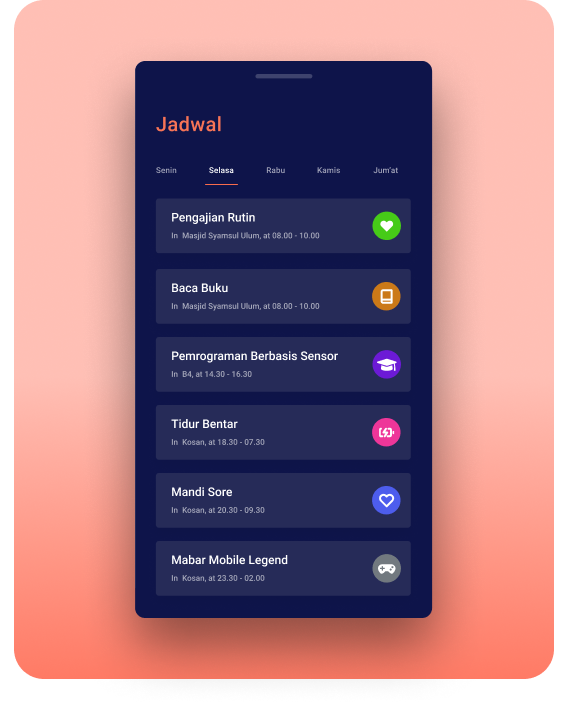 Jadwal
Senin Selasa Rabu Kamis Jum'at
Pengajian Rutin
In Masjid Syamsul Ulum, at 08.00 - 10.00
Baca Buku
In Masjid Syamsul Ulum, at 08.00 - 10.00
Pemrograman Berbasis Sensor
In B4, at 14.30 - 16.30
Tidur Bentar
In Kosan, at 18.30 - 07.30
Mandi Sore
In Kosan, at 20.30 - 09.30
Mabar Mobile Legend
In Kosan, at 23.30 - 02.00